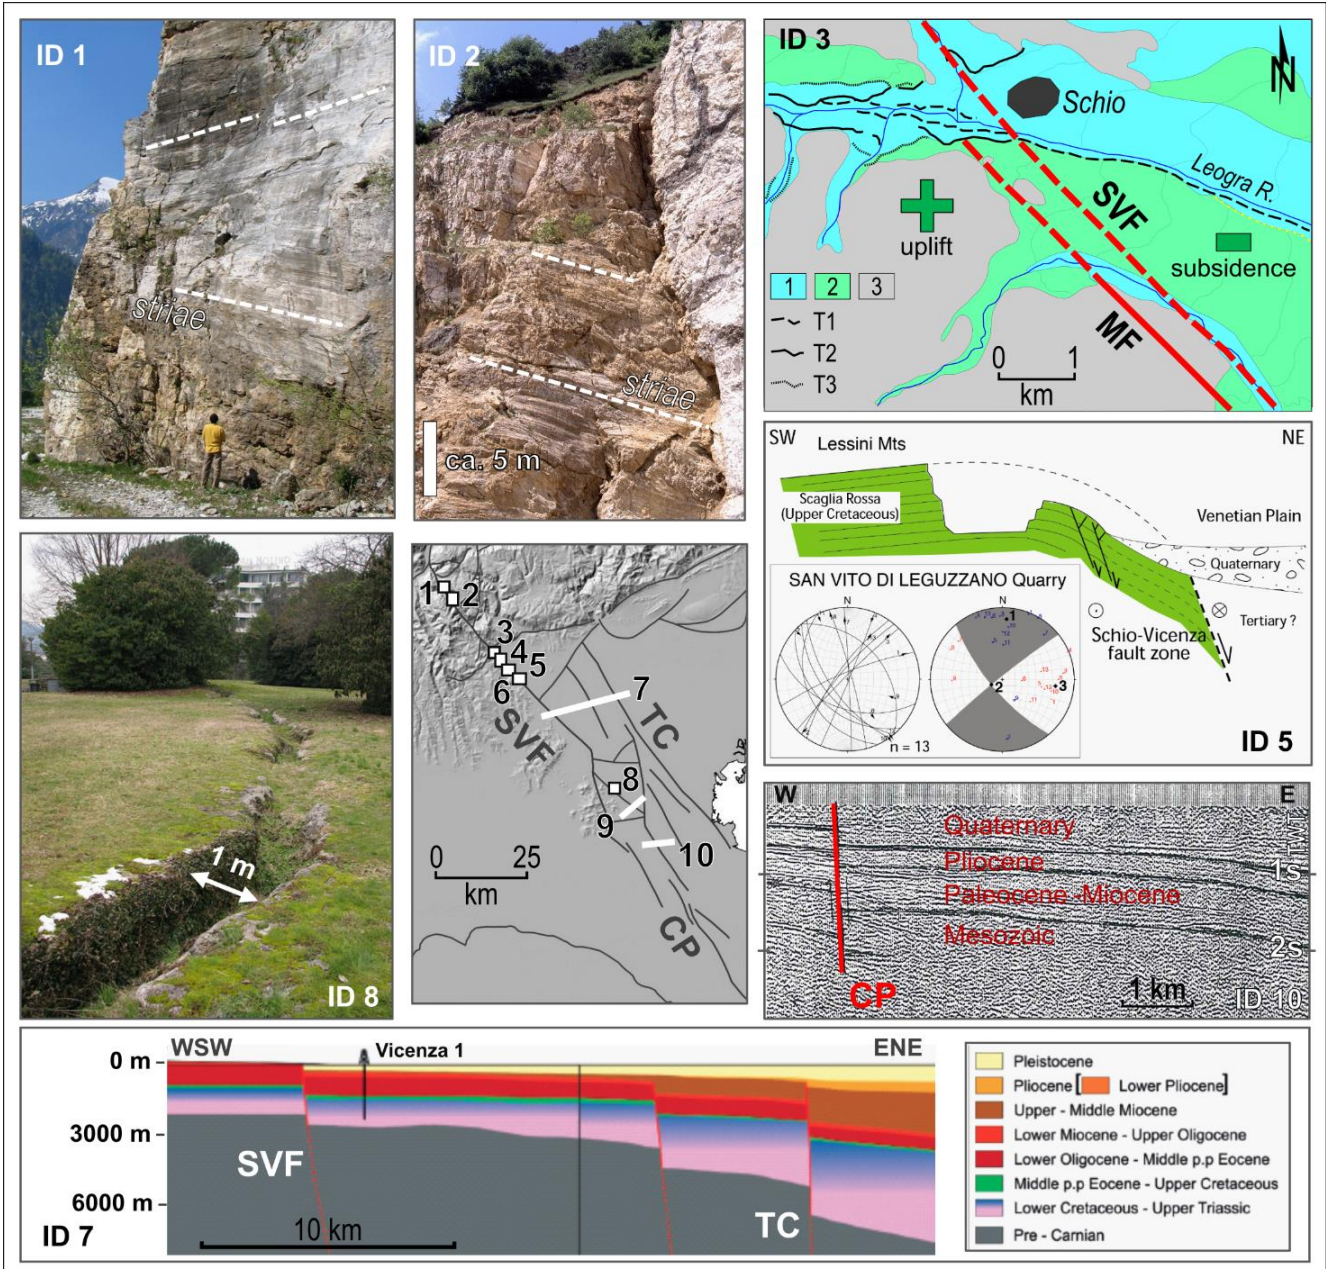 ID 1
striae
ID 2
striae
ca. 5 m
ID 3
N
Schio
Leogra R.
SVF
uplift
subsidence
MF
1 2 3
T1
T2
T3
0 1
km
SW
NE
Lessini Mts
Scaglia Rossa
(Upper Cretaceous)
Venetian Plain
Quaternary
SAN VITO DI LEGUZZANO Quarry
N
N
n = 13
1
2
3
Tertiary ?
Schio-Vicenza
fault zone
ID 5
1 m
ID 8
1
2
3
4
5
6
7
SVF
TC
8
9
10
0 25
km
CP
W
E
TWT
Quaternary
Pliocene
1s
Paleocene -Miocene
Mesozoic
2s
CP
1 km
ID 10
WSW
Vicenza 1
ENE
0 m
3000 m
6000 m
SVF
TC
10 km
ID 7
Pleistocene
Pliocene [ Lower Pliocene ]
Upper - Middle Miocene
Lower Miocene - Upper Oligocene
Lower Oligocene - Middle p.p Eocene
Middle p.p Eocene - Upper Cretaceous
Lower Cretaceous - Upper Triassic
Pre - Carnian